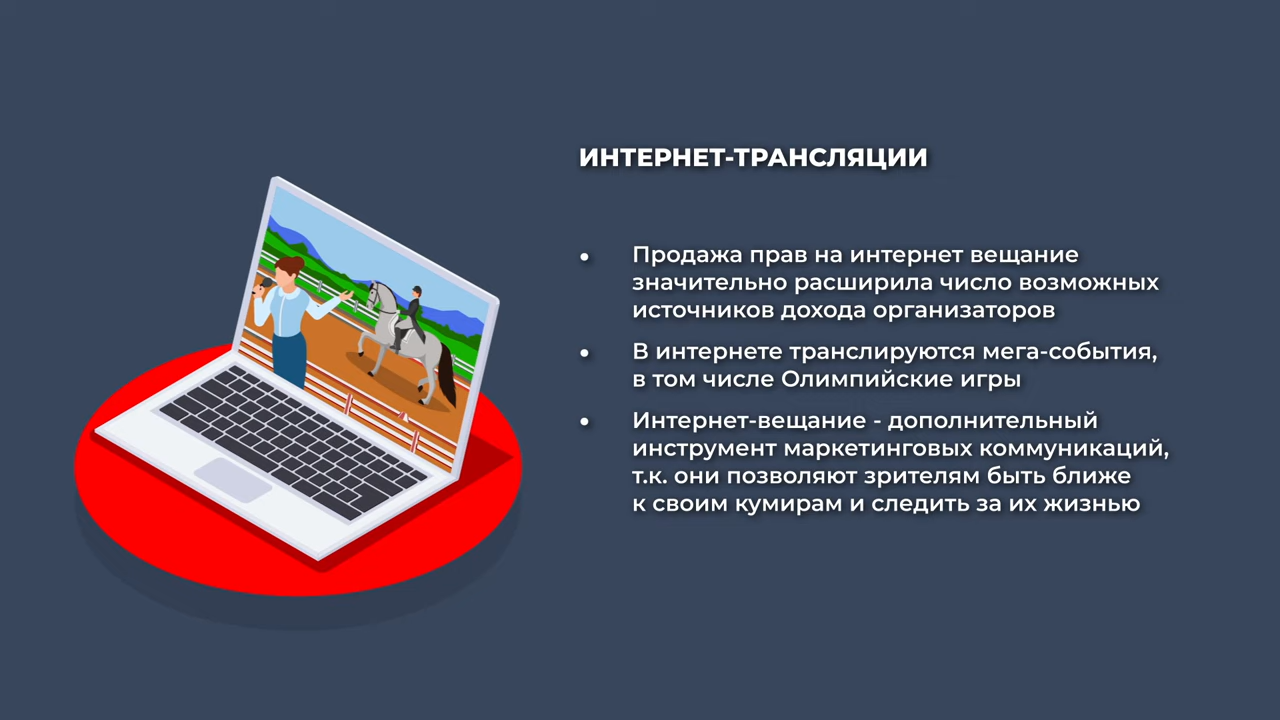 ИНТЕРНЕТ-ТРАНСЛЯЦИИ
• Продажа прав на интернет вещание
значительно расширила число возможных
источников дохода организаторов
• В интернете транслируются мега-события,
в том числе Олимпийские игры
• Интернет-вещание - дополнительный
инструмент маркетинговых коммуникаций,
т.к. они позволяют зрителям быть ближе
к своим кумирам и следить за их жизнью